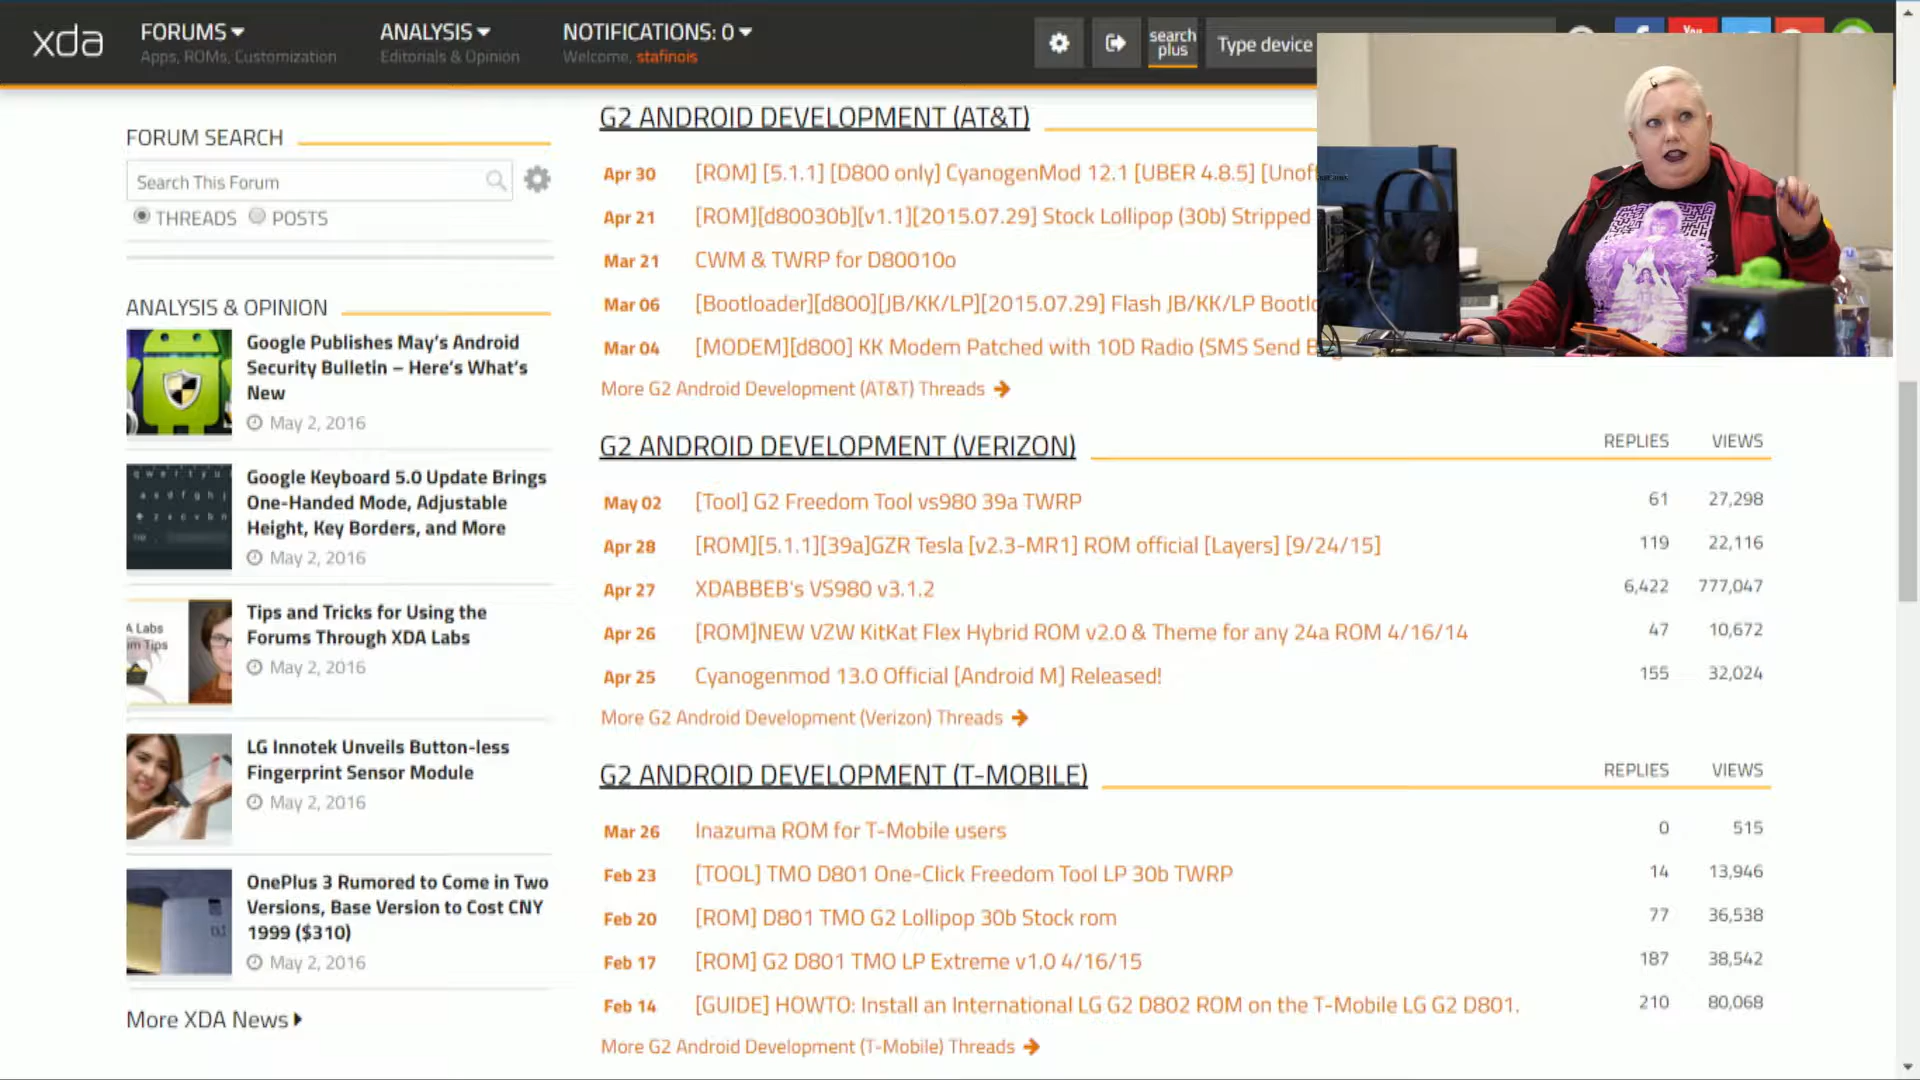 xda
FORUMS
Apps, ROMs, Customization
ANALYSIS
Editorials & Opinion
NOTIFICATIONS: 0
Welcome, stafinois
search
plus
Type device
You
FORUM SEARCH
Search This Forum
THREADS
POSTS
ANALYSIS & OPINION
Google Publishes May's Android
Security Bulletin – Here's What's
New
May 2, 2016
Google Keyboard 5.0 Update Brings
One-Handed Mode, Adjustable
Height, Key Borders, and More
May 2, 2016
A Labs
m Tips
Tips and Tricks for Using the
Forums Through XDA Labs
May 2, 2016
LG Innotek Unveils Button-less
Fingerprint Sensor Module
May 2, 2016
OnePlus 3 Rumored to Come in Two
Versions, Base Version to Cost CNY
1999 ($310)
May 2, 2016
More XDA News
G2 ANDROID DEVELOPMENT (AT&T)
Apr 30 [ROM] [5.1.1] [D800 only] CyanogenMod 12.1 [UBER 4.8.5] [Unof
Apr 21 [ROM][d80030b][v1.1][2015.07.29] Stock Lollipop (30b) Stripped
Mar 21 CWM & TWRP for D80010o
Mar 06 [Bootloader][d800][JB/KK/LP][2015.07.29] Flash JB/KK/LP Bootlo
Mar 04 [MODEM][d800] KK Modem Patched with 10D Radio (SMS Send B
More G2 Android Development (AT&T) Threads
G2 ANDROID DEVELOPMENT (VERIZON) REPLIES VIEWS
May 02 [Tool] G2 Freedom Tool vs980 39a TWRP 61 27,298
Apr 28 [ROM][5.1.1][39a]GZR Tesla [v2.3-MR1] ROM official [Layers] [9/24/15] 119 22,116
Apr 27 XDABBEB's VS980 v3.1.2 6,422 777,047
Apr 26 [ROM]NEW VZW KitKat Flex Hybrid ROM v2.0 & Theme for any 24a ROM 4/16/14 47 10,672
Apr 25 Cyanogenmod 13.0 Official [Android M] Released! 155 32,024
More G2 Android Development (Verizon) Threads
G2 ANDROID DEVELOPMENT (T-MOBILE) REPLIES VIEWS
Mar 26 Inazuma ROM for T-Mobile users 0 515
Feb 23 [TOOL] TMO D801 One-Click Freedom Tool LP 30b TWRP 14 13,946
Feb 20 [ROM] D801 TMO G2 Lollipop 30b Stock rom 77 36,538
Feb 17 [ROM] G2 D801 TMO LP Extreme v1.0 4/16/15 187 38,542
Feb 14 [GUIDE] HOWTO: Install an International LG G2 D802 ROM on the T-Mobile LG G2 D801. 210 80,068
More G2 Android Development (T-Mobile) Threads